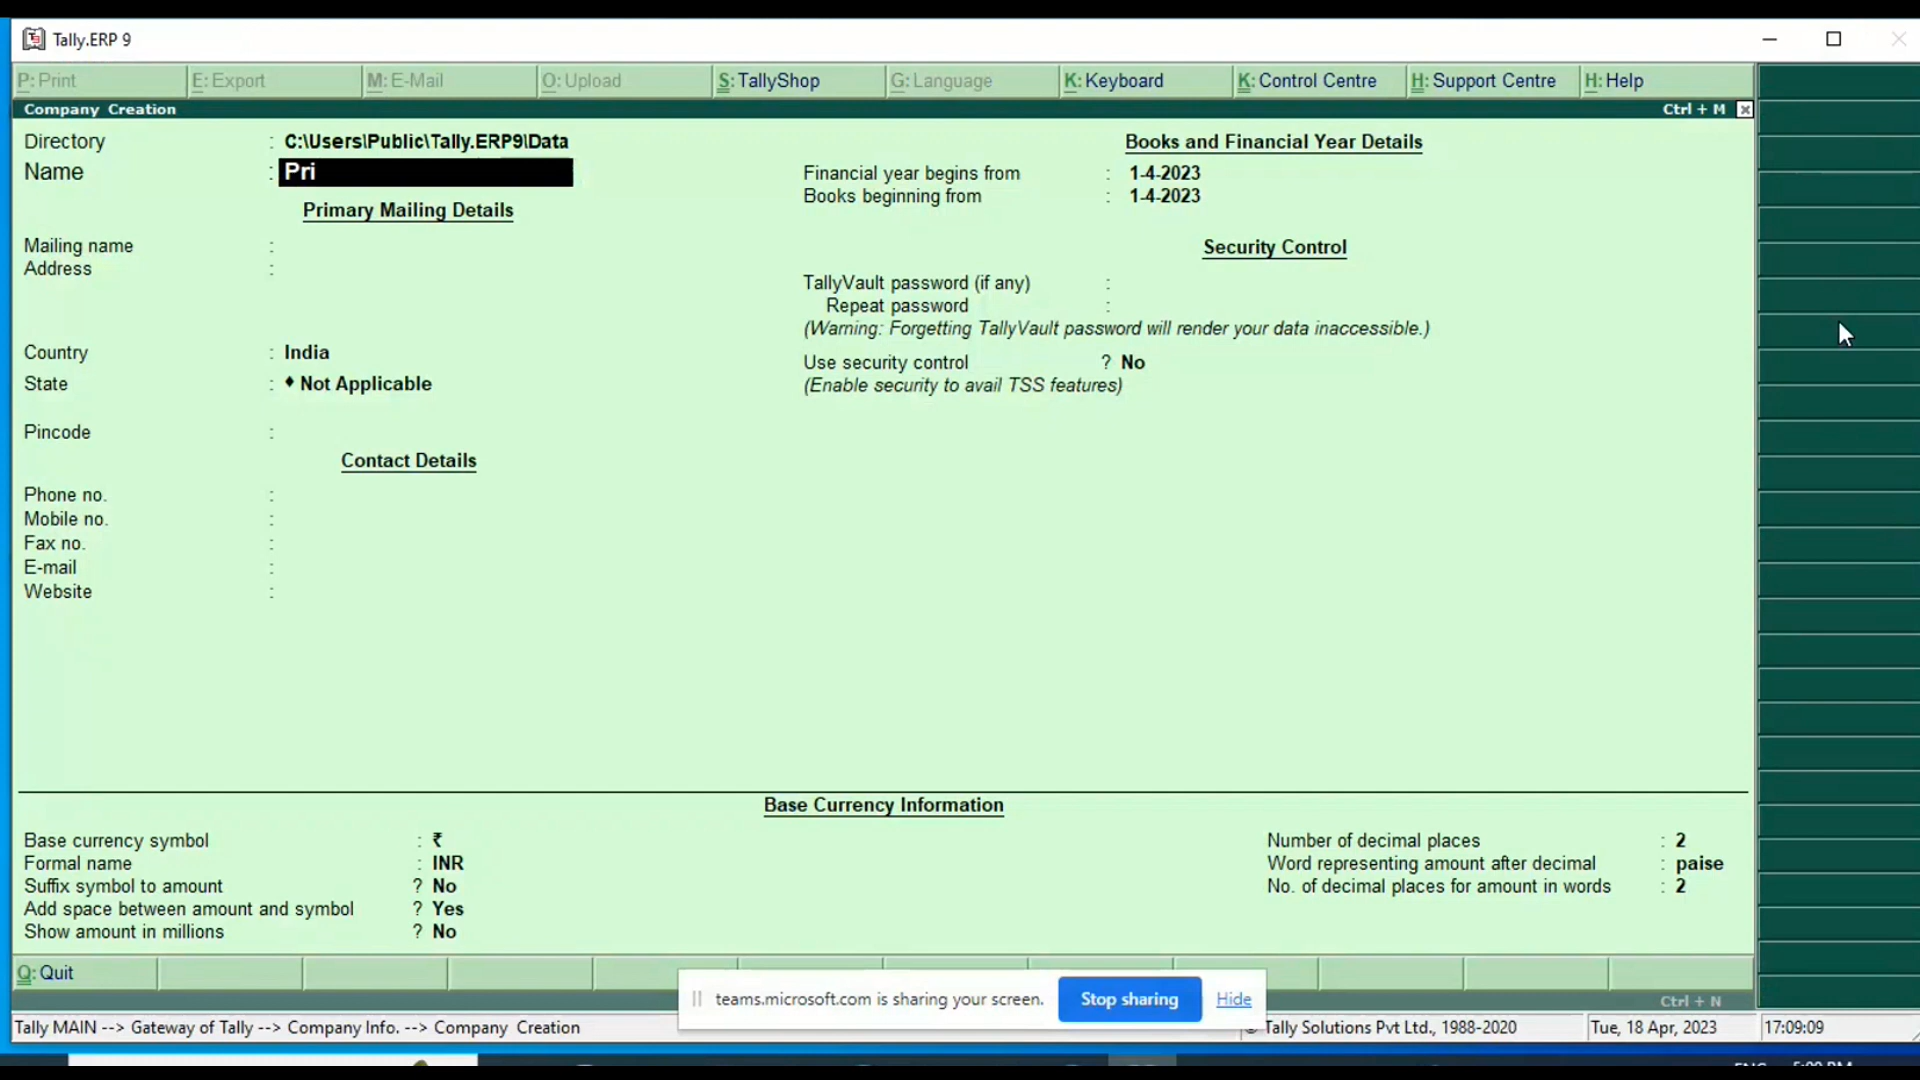 Tally.ERP 9
P: Print E: Export M: E-Mail O: Upload S: TallyShop G: Language K: Keyboard K: Control Centre H: Support Centre H: Help
Company Creation Ctrl + M
Directory : C:\Users\Public\Tally.ERP9\Data
Name : Pri
Primary Mailing Details
Mailing name :
Address :
Country : India
State : ♦ Not Applicable
Pincode :
Contact Details
Phone no. :
Mobile no. :
Fax no. :
E-mail :
Website :
Books and Financial Year Details
Financial year begins from : 1-4-2023
Books beginning from : 1-4-2023
Security Control
TallyVault password (if any) :
Repeat password :
(Warning: Forgetting TallyVault password will render your data inaccessible.)
Use security control ? No
(Enable security to avail TSS features)
Base Currency Information
Base currency symbol : ₹
Formal name : INR
Suffix symbol to amount ? No
Add space between amount and symbol ? Yes
Show amount in millions ? No
Number of decimal places : 2
Word representing amount after decimal : paise
No. of decimal places for amount in words : 2
Q: Quit
teams.microsoft.com is sharing your screen. Stop sharing Hide
Ctrl + N
Tally MAIN --> Gateway of Tally --> Company Info. --> Company Creation © Tally Solutions Pvt Ltd., 1988-2020 Tue, 18 Apr, 2023 17:09:09